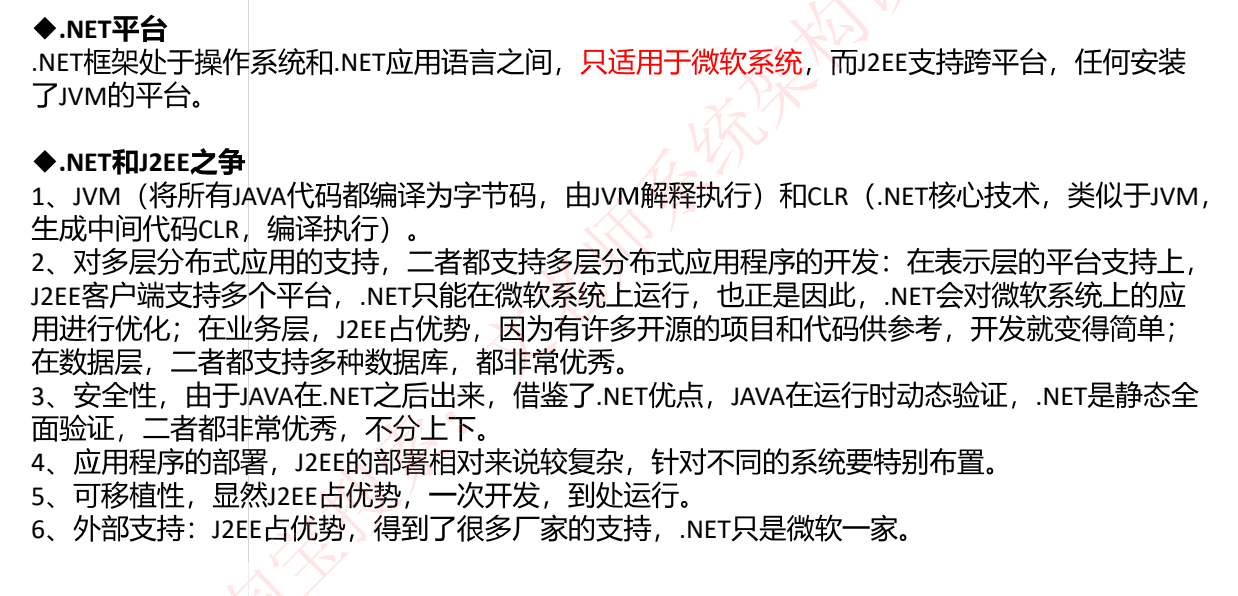 ◆.NET平台
.NET框架处于操作系统和.NET应用语言之间，只适用于微软系统，而J2EE支持跨平台，任何安装
了JVM的平台。
◆.NET和J2EE之争
1、JVM（将所有JAVA代码都编译为字节码，由JVM解释执行）和CLR（.NET核心技术，类似于JVM，
生成中间代码CLR，编译执行）。
2、对多层分布式应用的支持，二者都支持多层分布式应用程序的开发：在表示层的平台支持上，
J2EE客户端支持多个平台，.NET只能在微软系统上运行，也正是因此，.NET会对微软系统上的应
用进行优化；在业务层，J2EE占优势，因为有许多开源的项目和代码供参考，开发就变得简单；
在数据层，二者都支持多种数据库，都非常优秀。
3、安全性，由于JAVA在.NET之后出来，借鉴了.NET优点，JAVA在运行时动态验证，.NET是静态全
面验证，二者都非常优秀，不分上下。
4、应用程序的部署，J2EE的部署相对来说较复杂，针对不同的系统要特别布置。
5、可移植性，显然J2EE占优势，一次开发，到处运行。
6、外部支持：J2EE占优势，得到了很多厂家的支持，.NET只是微软一家。